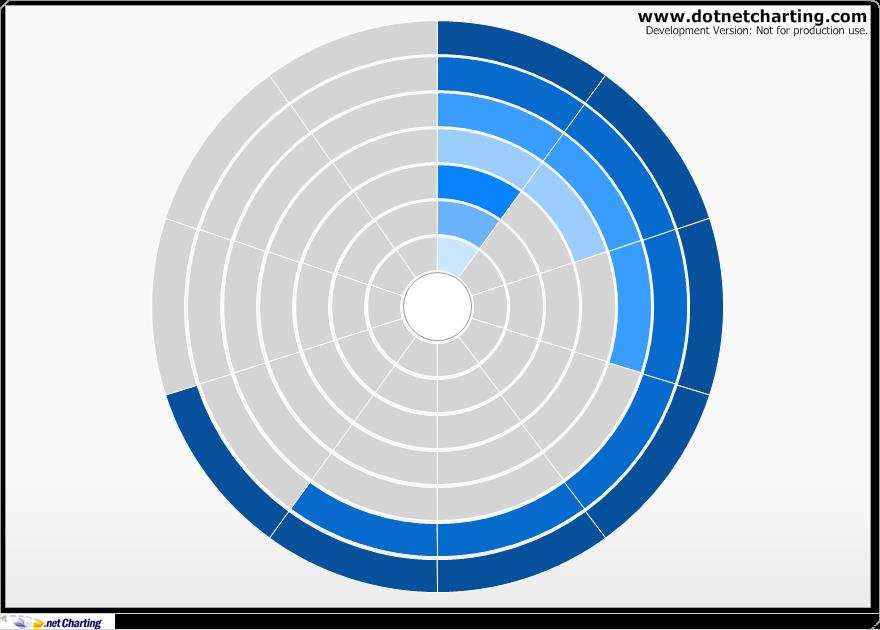 www.dotnetcharting.com
Development Version: Not for production use.
.net Charting